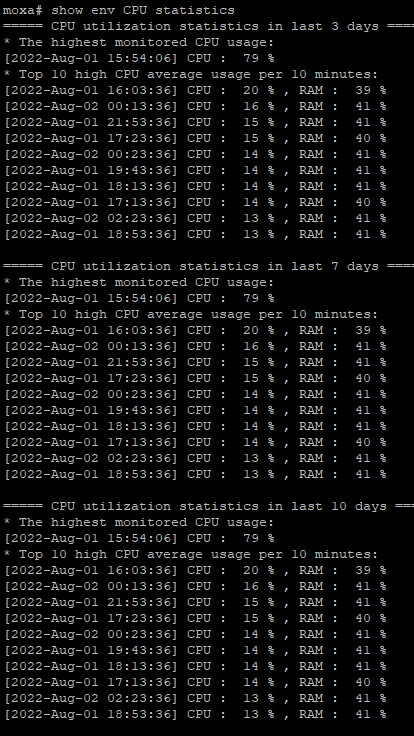 moxa# show env CPU statistics
===== CPU utilization statistics in last 3 days ====
* The highest monitored CPU usage:
[2022-Aug-01 15:54:06] CPU :  79 %
* Top 10 high CPU average usage per 10 minutes:
[2022-Aug-01 16:03:36] CPU :  20 % , RAM :  39 %
[2022-Aug-02 00:13:36] CPU :  16 % , RAM :  41 %
[2022-Aug-01 21:53:36] CPU :  15 % , RAM :  41 %
[2022-Aug-01 17:23:36] CPU :  15 % , RAM :  40 %
[2022-Aug-02 00:23:36] CPU :  14 % , RAM :  41 %
[2022-Aug-01 19:43:36] CPU :  14 % , RAM :  41 %
[2022-Aug-01 18:13:36] CPU :  14 % , RAM :  41 %
[2022-Aug-01 17:13:36] CPU :  14 % , RAM :  40 %
[2022-Aug-02 02:23:36] CPU :  13 % , RAM :  41 %
[2022-Aug-01 18:53:36] CPU :  13 % , RAM :  41 %
===== CPU utilization statistics in last 7 days ====
* The highest monitored CPU usage:
[2022-Aug-01 15:54:06] CPU :  79 %
* Top 10 high CPU average usage per 10 minutes:
[2022-Aug-01 16:03:36] CPU :  20 % , RAM :  39 %
[2022-Aug-02 00:13:36] CPU :  16 % , RAM :  41 %
[2022-Aug-01 21:53:36] CPU :  15 % , RAM :  41 %
[2022-Aug-01 17:23:36] CPU :  15 % , RAM :  40 %
[2022-Aug-02 00:23:36] CPU :  14 % , RAM :  41 %
[2022-Aug-01 19:43:36] CPU :  14 % , RAM :  41 %
[2022-Aug-01 18:13:36] CPU :  14 % , RAM :  41 %
[2022-Aug-01 17:13:36] CPU :  14 % , RAM :  40 %
[2022-Aug-02 02:23:36] CPU :  13 % , RAM :  41 %
[2022-Aug-01 18:53:36] CPU :  13 % , RAM :  41 %
===== CPU utilization statistics in last 10 days ===
* The highest monitored CPU usage:
[2022-Aug-01 15:54:06] CPU :  79 %
* Top 10 high CPU average usage per 10 minutes:
[2022-Aug-01 16:03:36] CPU :  20 % , RAM :  39 %
[2022-Aug-02 00:13:36] CPU :  16 % , RAM :  41 %
[2022-Aug-01 21:53:36] CPU :  15 % , RAM :  41 %
[2022-Aug-01 17:23:36] CPU :  15 % , RAM :  40 %
[2022-Aug-02 00:23:36] CPU :  14 % , RAM :  41 %
[2022-Aug-01 19:43:36] CPU :  14 % , RAM :  41 %
[2022-Aug-01 18:13:36] CPU :  14 % , RAM :  41 %
[2022-Aug-01 17:13:36] CPU :  14 % , RAM :  40 %
[2022-Aug-02 02:23:36] CPU :  13 % , RAM :  41 %
[2022-Aug-01 18:53:36] CPU :  13 % , RAM :  41 %